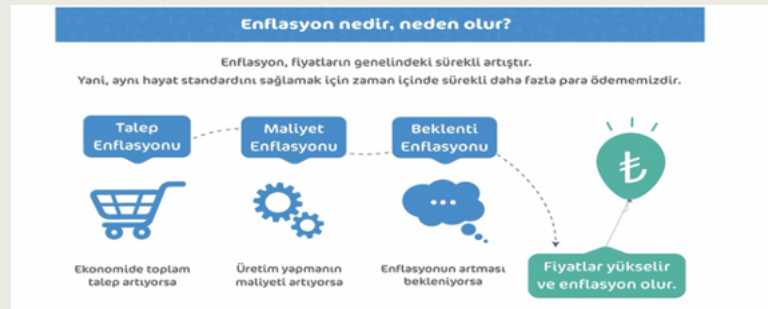 Enflasyon nedir, neden olur?
Enflasyon, fiyatların genelindeki sürekli artıştır.
Yani, aynı hayat standardını sağlamak için zaman içinde sürekli daha fazla para ödememizdir.
Talep
Enflasyonu
Maliyet
Enflasyonu
Beklenti
Enflasyonu
₺
Ekonomide toplam
talep artıyorsa
Üretim yapmanın
maliyeti artıyorsa
Enflasyonun artması
bekleniyorsa
Fiyatlar yükselir
ve enflasyon olur.